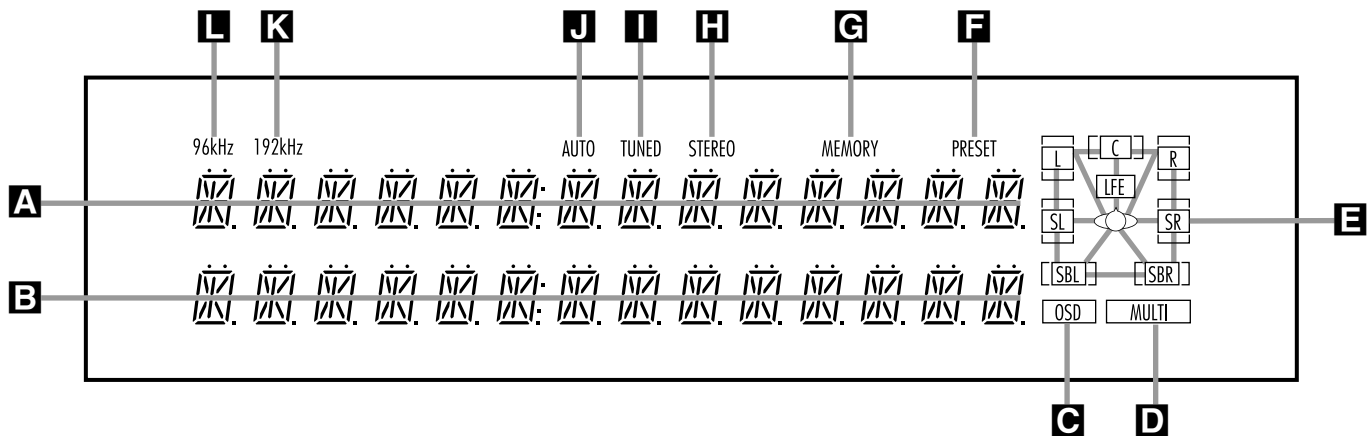 L K J I H G F
96kHz 192kHz AUTO TUNED STEREO MEMORY PRESET
L C R
LFE
A
SL SR E
SBL SBR
B
OSD MULTI
C D